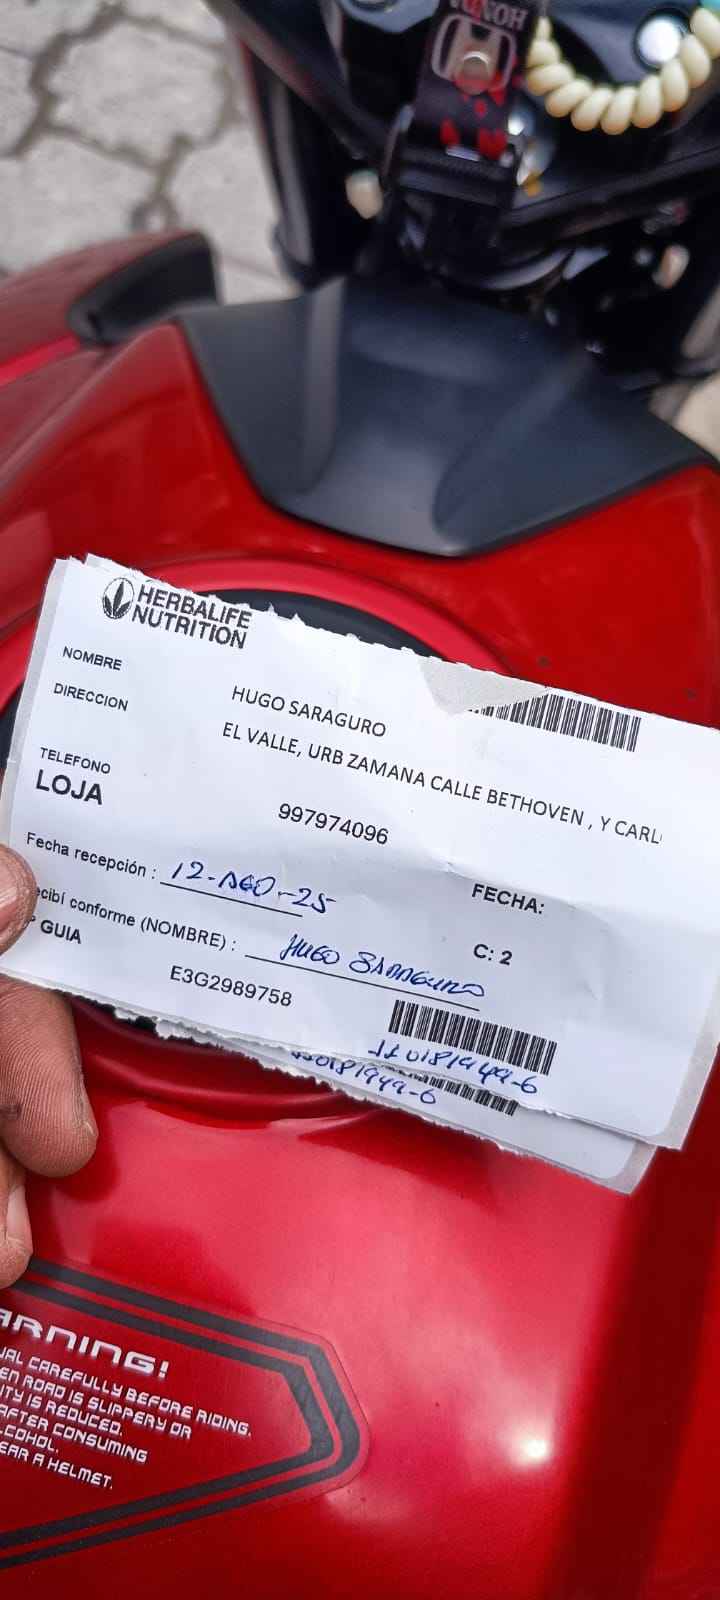 HONDA
HERBALIFE
NUTRITION
NOMBRE HUGO SARAGURO
DIRECCION EL VALLE, URB ZAMANA CALLE BETHOVEN , Y CARL
TELEFONO 997974096
LOJA
Fecha recepción : 12-AGO-25 FECHA:
ecibí conforme (NOMBRE) : HUGO SARAGURO C: 2
GUIA E3G2989758
110181949-6
0181949-6
ARNING!
UAL CAREFULLY BEFORE RIDING.
EN ROAD IS SLIPPERY OR
ITY IS REDUCED.
AFTER CONSUMING
LCOHOL.
EAR A HELMET.